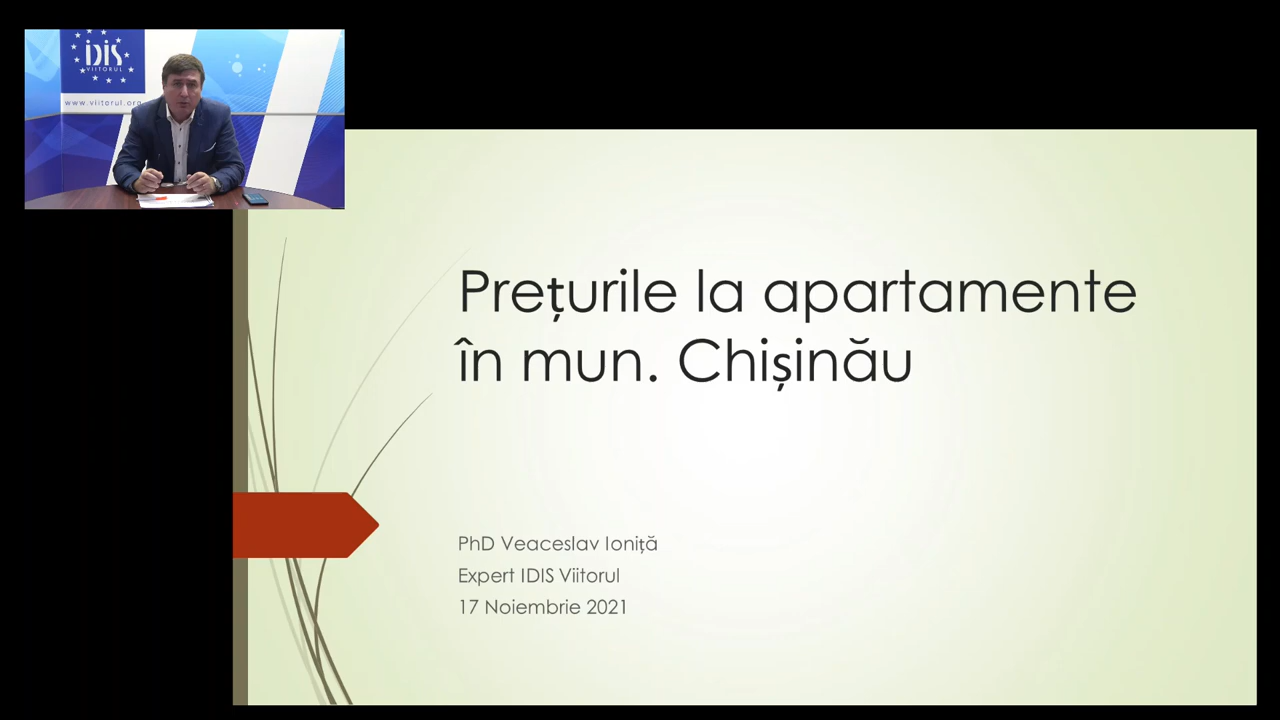 IDIS
VIITORUL
www.viitorul.org
Prețurile la apartamente
în mun. Chișinău
PhD Veaceslav Ioniță
Expert IDIS Viitorul
17 Noiembrie 2021